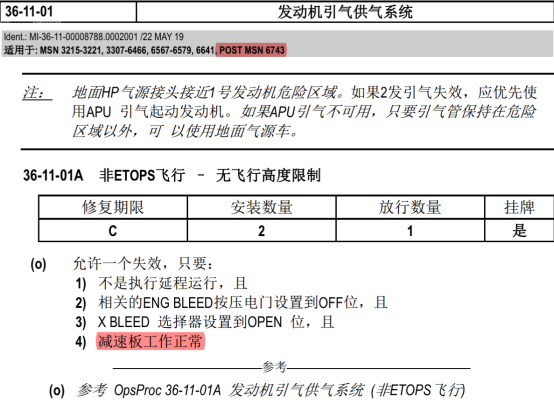 36-11-01 发动机引气供气系统
Ident.: MI-36-11-00008788.0002001 /22 MAY 19
适用于: MSN 3215-3221, 3307-6466, 6567-6579, 6641, POST MSN 6743
注： 地面HP气源接头接近1号发动机危险区域。如果2发引气失效，应优先使
用APU 引气起动发动机。如果APU引气不可用，只要引气管保持在危险
区域以外，可 以使用地面气源车。
36-11-01A 非ETOPS飞行 – 无飞行高度限制
修复期限 安装数量 放行数量 挂牌
C 2 1 是
(o) 允许一个失效，只要：
1) 不是执行延程运行，且
2) 相关的ENG BLEED按压电门设置到OFF位，且
3) X BLEED 选择器设置到OPEN 位，且
4) 减速板工作正常
参考
(o) 参考 OpsProc 36-11-01A 发动机引气供气系统 (非ETOPS飞行)